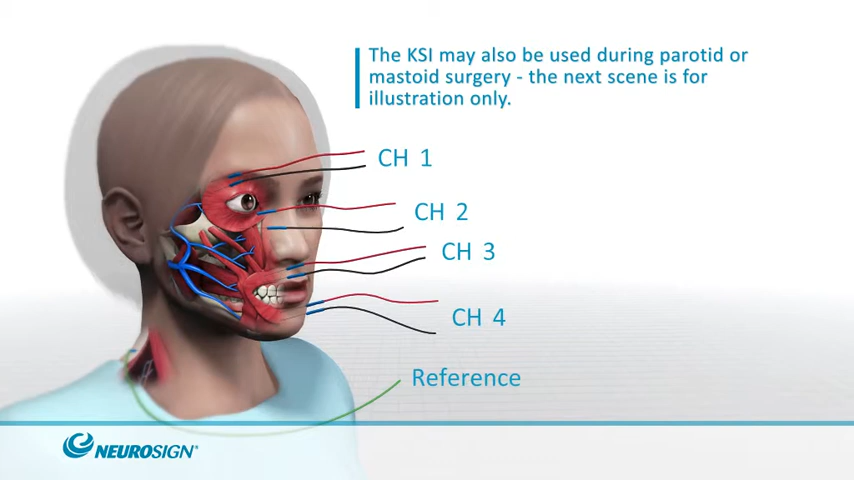 The KSI may also be used during parotid or
mastoid surgery - the next scene is for
illustration only.
CH 1
CH 2
CH 3
CH 4
Reference
NEUROSIGN®